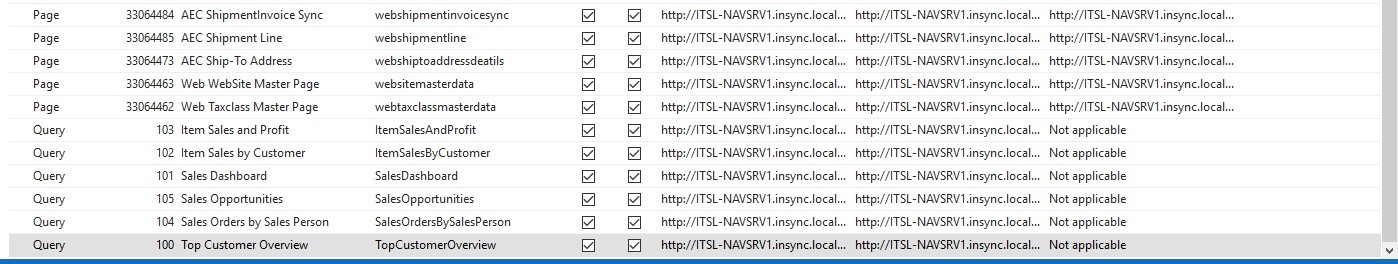 Page 33064484 AEC ShipmentInvoice Sync webshipmentinvoicesync http://ITSL-NAVSRV1.insync.local... http://ITSL-NAVSRV1.insync.local... http://ITSL-NAVSRV1.insync.local...
Page 33064485 AEC Shipment Line webshipmentline http://ITSL-NAVSRV1.insync.local... http://ITSL-NAVSRV1.insync.local... http://ITSL-NAVSRV1.insync.local...
Page 33064473 AEC Ship-To Address webshiptoaddressdeatils http://ITSL-NAVSRV1.insync.local... http://ITSL-NAVSRV1.insync.local... http://ITSL-NAVSRV1.insync.local...
Page 33064463 Web WebSite Master Page websitemasterdata http://ITSL-NAVSRV1.insync.local... http://ITSL-NAVSRV1.insync.local... http://ITSL-NAVSRV1.insync.local...
Page 33064462 Web Taxclass Master Page webtaxclassmasterdata http://ITSL-NAVSRV1.insync.local... http://ITSL-NAVSRV1.insync.local... http://ITSL-NAVSRV1.insync.local...
Query 103 Item Sales and Profit ItemSalesAndProfit http://ITSL-NAVSRV1.insync.local... http://ITSL-NAVSRV1.insync.local... Not applicable
Query 102 Item Sales by Customer ItemSalesByCustomer http://ITSL-NAVSRV1.insync.local... http://ITSL-NAVSRV1.insync.local... Not applicable
Query 101 Sales Dashboard SalesDashboard http://ITSL-NAVSRV1.insync.local... http://ITSL-NAVSRV1.insync.local... Not applicable
Query 105 Sales Opportunities SalesOpportunities http://ITSL-NAVSRV1.insync.local... http://ITSL-NAVSRV1.insync.local... Not applicable
Query 104 Sales Orders by Sales Person SalesOrdersBySalesPerson http://ITSL-NAVSRV1.insync.local... http://ITSL-NAVSRV1.insync.local... Not applicable
Query 100 Top Customer Overview TopCustomerOverview http://ITSL-NAVSRV1.insync.local... http://ITSL-NAVSRV1.insync.local... Not applicable